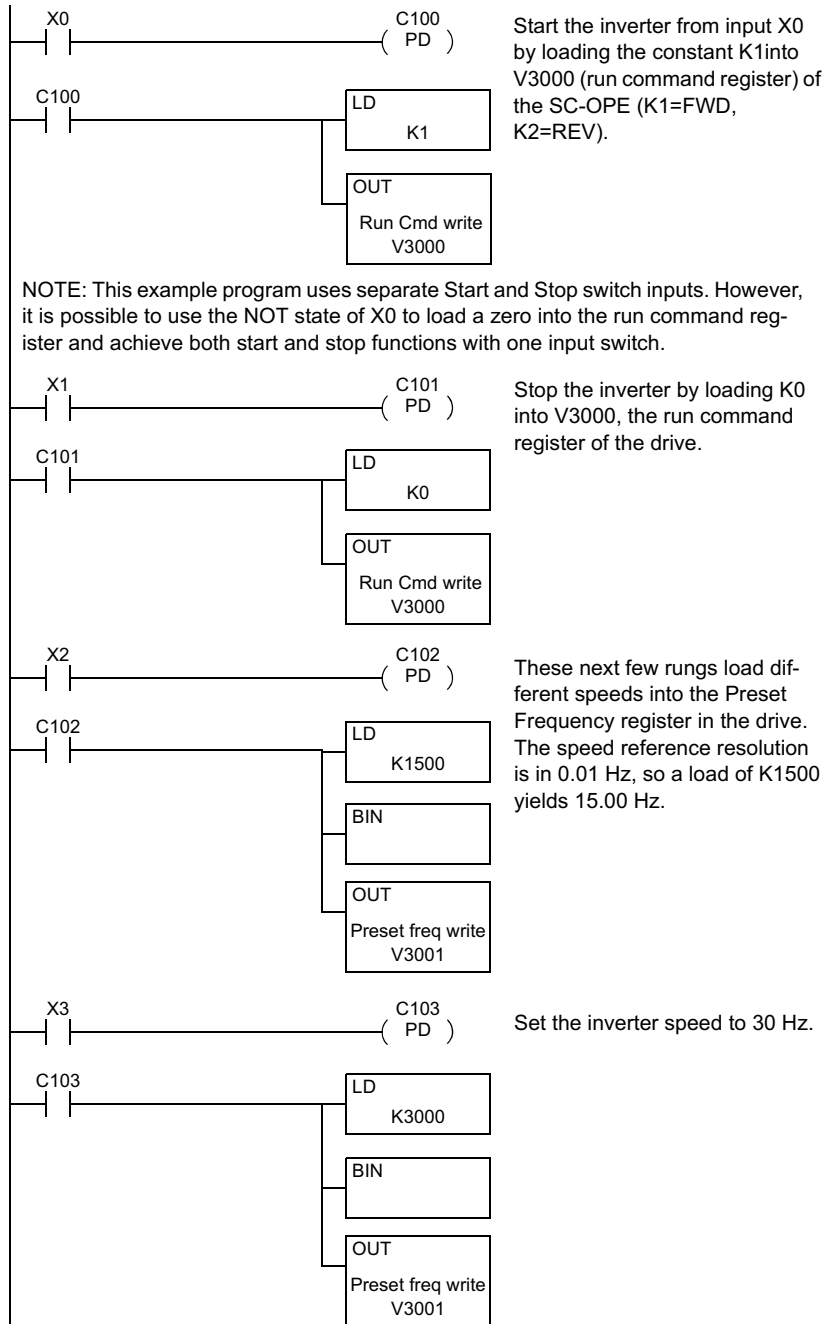 X0
C100
( PD )
Start the inverter from input X0
by loading the constant K1into
V3000 (run command register) of
the SC-OPE (K1=FWD,
K2=REV).
C100
LD
K1
OUT
Run Cmd write
V3000
NOTE: This example program uses separate Start and Stop switch inputs. However,
it is possible to use the NOT state of X0 to load a zero into the run command reg-
ister and achieve both start and stop functions with one input switch.
X1
C101
( PD )
Stop the inverter by loading K0
into V3000, the run command
register of the drive.
C101
LD
K0
OUT
Run Cmd write
V3000
X2
C102
( PD )
These next few rungs load dif-
ferent speeds into the Preset
Frequency register in the drive.
The speed reference resolution
is in 0.01 Hz, so a load of K1500
yields 15.00 Hz.
C102
LD
K1500
BIN
OUT
Preset freq write
V3001
X3
C103
( PD )
Set the inverter speed to 30 Hz.
C103
LD
K3000
BIN
OUT
Preset freq write
V3001